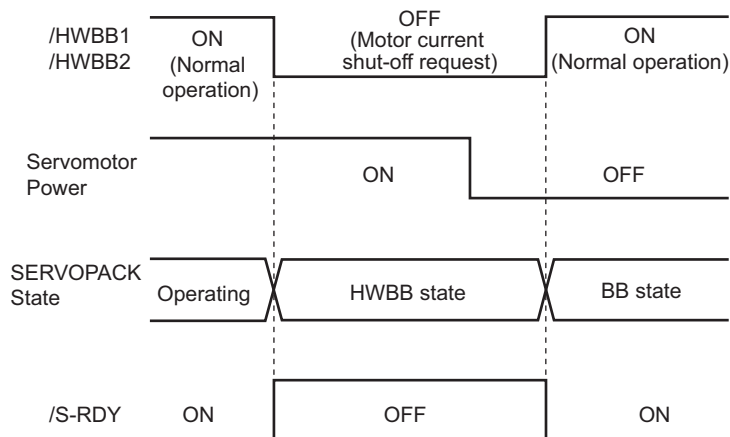 /HWBB1
/HWBB2
ON
(Normal
operation)
OFF
(Motor current
shut-off request)
ON
(Normal operation)
Servomotor
Power
ON
OFF
SERVOPACK
State
Operating
HWBB state
BB state
/S-RDY
ON
OFF
ON